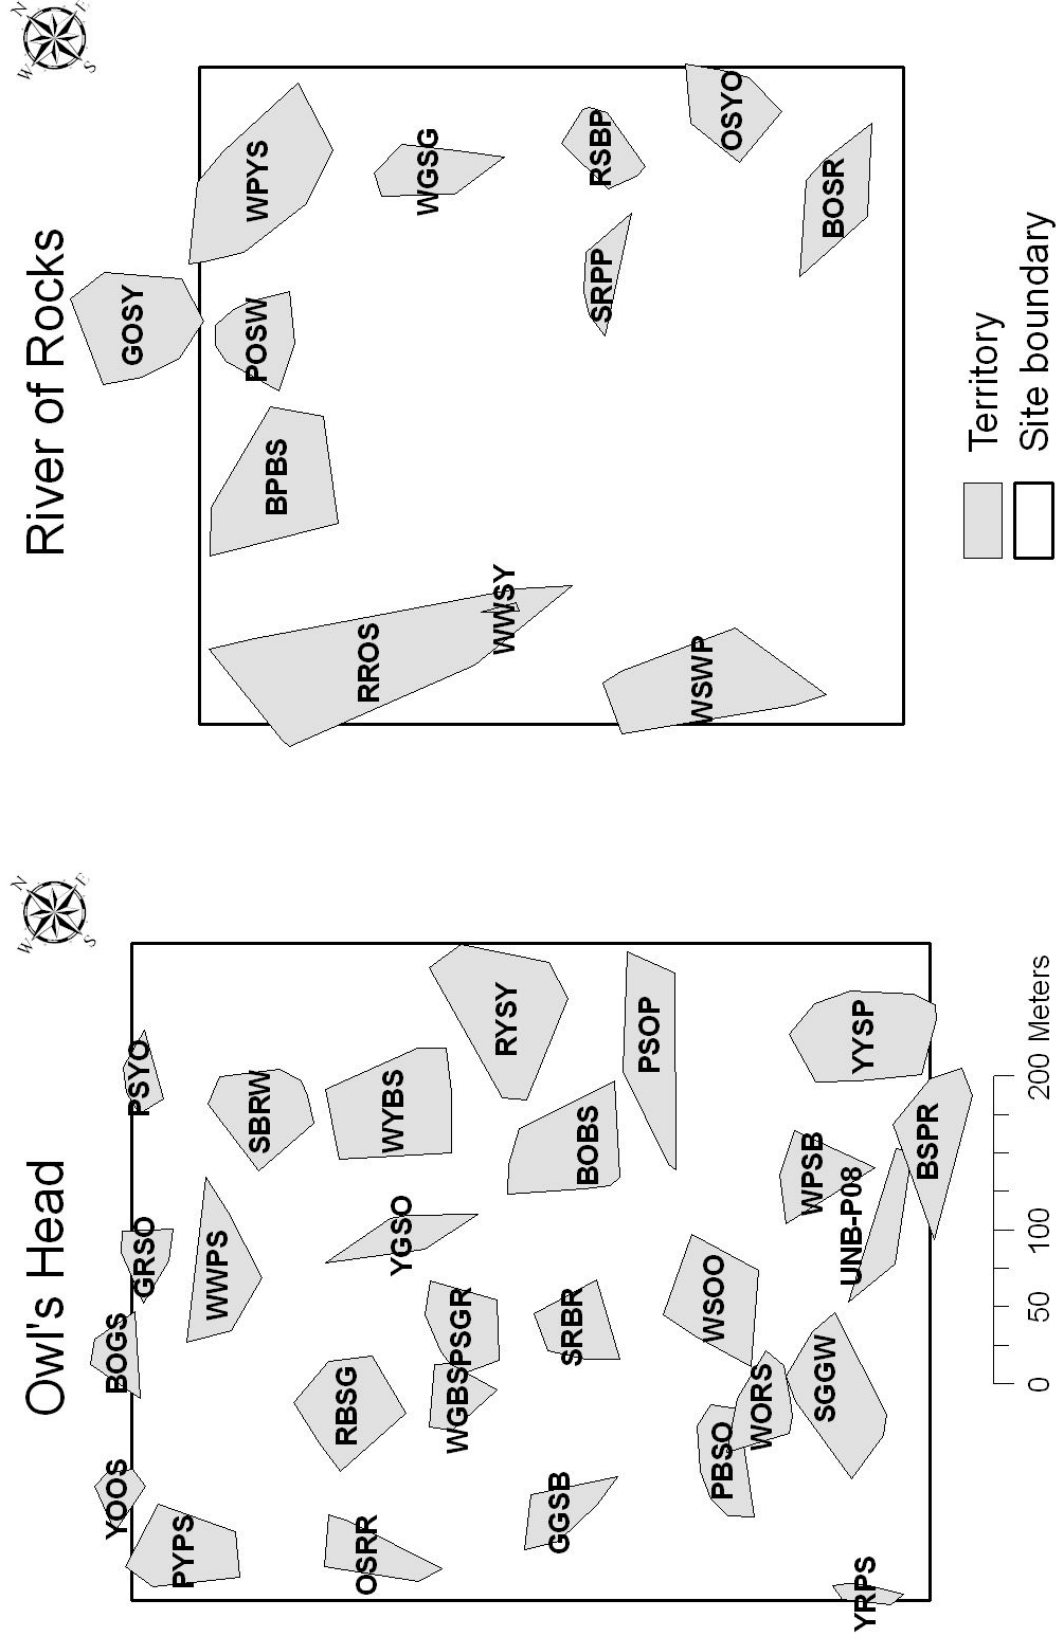 Owl's Head
N
E
S
W
PSYO
GRSO
BOGS
YOOS
SBRW
WWPS
PYPS
WYBS
YGSO
RBSG
OSRR
RYSY
PSGR
WGBS
BOBS
SRBR
GGSB
PSOP
WSOO
PBSO
WORS
SGGW
YYSP
WPSB
UNB-P08
BSPR
YRPS
0 50 100 200 Meters
River of Rocks
N
E
S
W
GOSY
WPYS
POSW
BPBS
RROS
WGSG
WWSY
RSBP
SRPP
WSWP
OSYO
BOSR
Territory
Site boundary